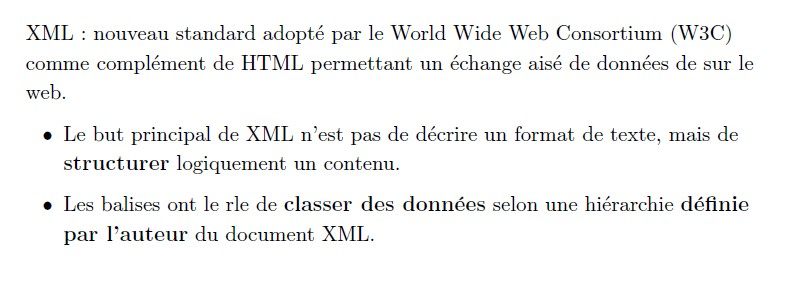 XML : nouveau standard adopté par le World Wide Web Consortium (W3C)
comme complément de HTML permettant un échange aisé de données de sur le
web.
• Le but principal de XML n'est pas de décrire un format de texte, mais de
structurer logiquement un contenu.
• Les balises ont le rle de classer des données selon une hiérarchie définie
par l'auteur du document XML.